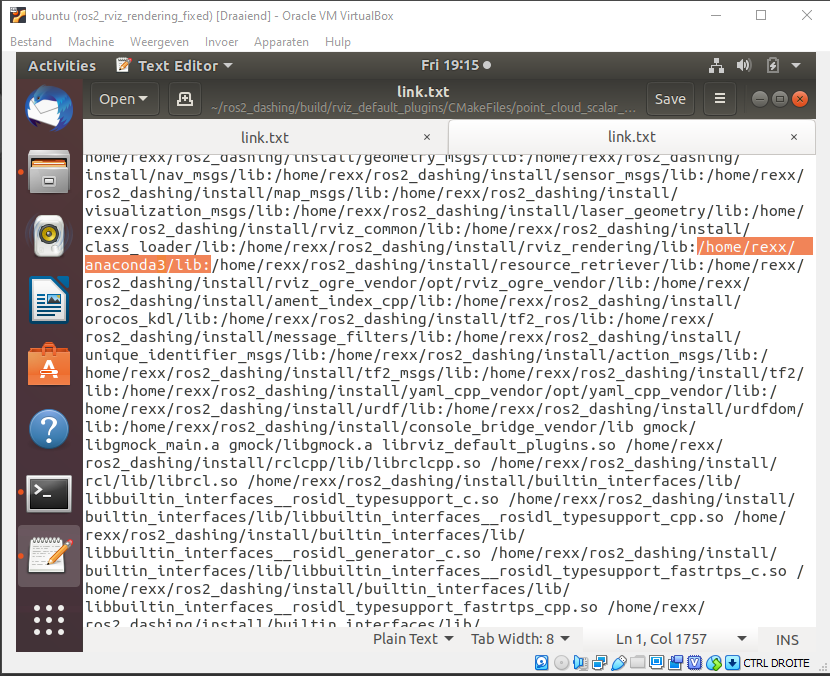 ubuntu (ros2_rviz_rendering_fixed) [Draaiend] - Oracle VM VirtualBox
Bestand Machine Weergeven Invoer Apparaten Hulp
Activities Text Editor Fri 19:15
Open link.txt Save
~/ros2_dashing/build/rviz_default_plugins/CMakeFiles/point_cloud_scalar_…
link.txt × link.txt ×
home/rexx/ros2_dashing/install/geometry_msgs/lib:/home/rexx/ros2_dashing/
install/nav_msgs/lib:/home/rexx/ros2_dashing/install/sensor_msgs/lib:/home/rexx/
ros2_dashing/install/map_msgs/lib:/home/rexx/ros2_dashing/install/
visualization_msgs/lib:/home/rexx/ros2_dashing/install/laser_geometry/lib:/home/
rexx/ros2_dashing/install/rviz_common/lib:/home/rexx/ros2_dashing/install/
class_loader/lib:/home/rexx/ros2_dashing/install/rviz_rendering/lib:/home/rexx/
anaconda3/lib:/home/rexx/ros2_dashing/install/resource_retriever/lib:/home/rexx/
ros2_dashing/install/rviz_ogre_vendor/opt/rviz_ogre_vendor/lib:/home/rexx/
ros2_dashing/install/ament_index_cpp/lib:/home/rexx/ros2_dashing/install/
orocos_kdl/lib:/home/rexx/ros2_dashing/install/tf2_ros/lib:/home/rexx/
ros2_dashing/install/message_filters/lib:/home/rexx/ros2_dashing/install/
unique_identifier_msgs/lib:/home/rexx/ros2_dashing/install/action_msgs/lib:/
home/rexx/ros2_dashing/install/tf2_msgs/lib:/home/rexx/ros2_dashing/install/tf2/
lib:/home/rexx/ros2_dashing/install/yaml_cpp_vendor/opt/yaml_cpp_vendor/lib:/
home/rexx/ros2_dashing/install/urdf/lib:/home/rexx/ros2_dashing/install/urdfdom/
lib:/home/rexx/ros2_dashing/install/console_bridge_vendor/lib gmock/
libgmock_main.a gmock/libgmock.a librviz_default_plugins.so /home/rexx/
ros2_dashing/install/rclcpp/lib/librclcpp.so /home/rexx/ros2_dashing/install/
rcl/lib/librcl.so /home/rexx/ros2_dashing/install/builtin_interfaces/lib/
libbuiltin_interfaces__rosidl_typesupport_c.so /home/rexx/ros2_dashing/install/
builtin_interfaces/lib/libbuiltin_interfaces__rosidl_typesupport_cpp.so /home/
rexx/ros2_dashing/install/builtin_interfaces/lib/
libbuiltin_interfaces__rosidl_generator_c.so /home/rexx/ros2_dashing/install/
builtin_interfaces/lib/libbuiltin_interfaces__rosidl_typesupport_fastrtps_c.so /
home/rexx/ros2_dashing/install/builtin_interfaces/lib/
libbuiltin_interfaces__rosidl_typesupport_fastrtps_cpp.so /home/rexx/
ros2_dashing/install/builtin_interfaces/lib/
Plain Text Tab Width: 8 Ln 1, Col 1757 INS
CTRL DROITE